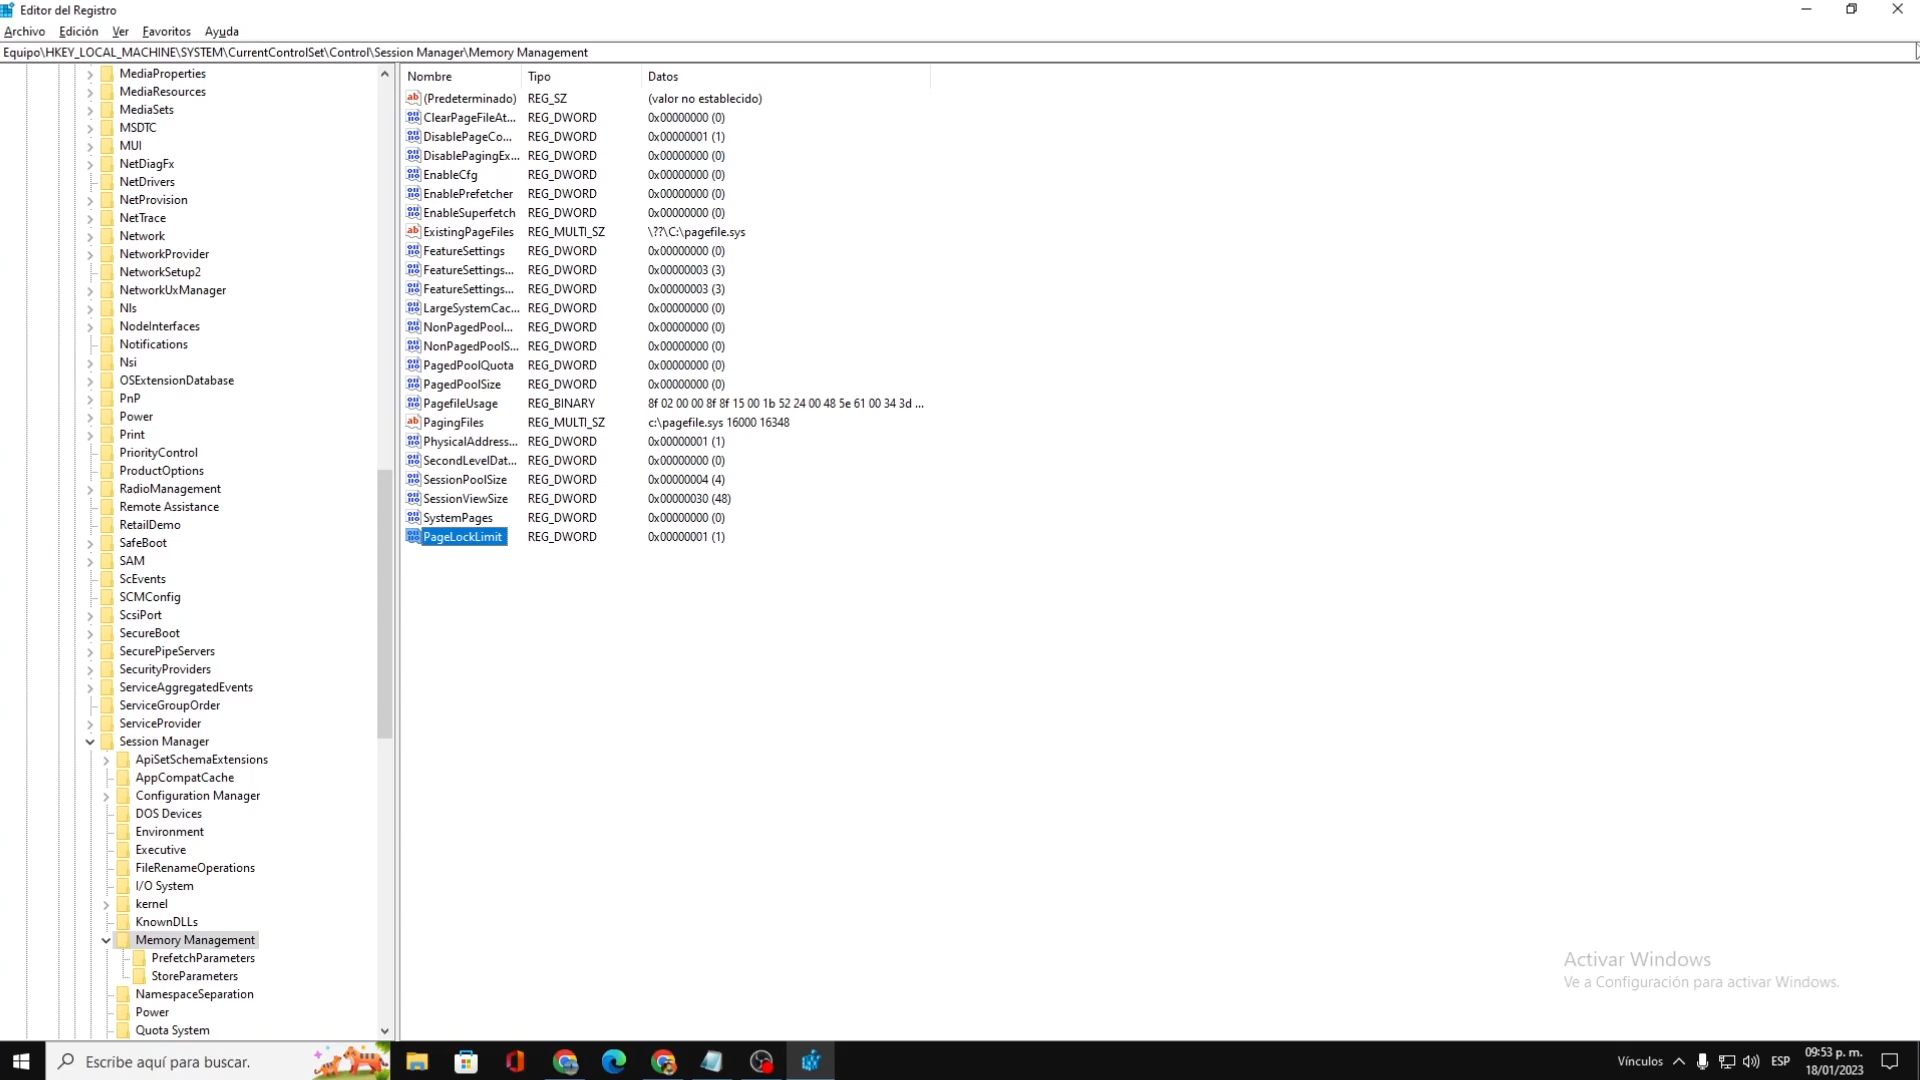 Editor del Registro
Archivo Edición Ver Favoritos Ayuda
Equipo\HKEY_LOCAL_MACHINE\SYSTEM\CurrentControlSet\Control\Session Manager\Memory Management
MediaProperties
MediaResources
MediaSets
MSDTC
MUI
NetDiagFx
NetDrivers
NetProvision
NetTrace
Network
NetworkProvider
NetworkSetup2
NetworkUxManager
Nls
NodeInterfaces
Notifications
Nsi
OSExtensionDatabase
PnP
Power
Print
PriorityControl
ProductOptions
RadioManagement
Remote Assistance
RetailDemo
SafeBoot
SAM
ScEvents
SCMConfig
ScsiPort
SecureBoot
SecurePipeServers
SecurityProviders
ServiceAggregatedEvents
ServiceGroupOrder
ServiceProvider
Session Manager
ApiSetSchemaExtensions
AppCompatCache
Configuration Manager
DOS Devices
Environment
Executive
FileRenameOperations
I/O System
kernel
KnownDLLs
Memory Management
PrefetchParameters
StoreParameters
NamespaceSeparation
Power
Quota System
Nombre Tipo Datos
(Predeterminado) REG_SZ (valor no establecido)
ClearPageFileAt... REG_DWORD 0x00000000 (0)
DisablePageCo... REG_DWORD 0x00000001 (1)
DisablePagingEx... REG_DWORD 0x00000000 (0)
EnableCfg REG_DWORD 0x00000000 (0)
EnablePrefetcher REG_DWORD 0x00000000 (0)
EnableSuperfetch REG_DWORD 0x00000000 (0)
ExistingPageFiles REG_MULTI_SZ \??\C:\pagefile.sys
FeatureSettings REG_DWORD 0x00000000 (0)
FeatureSettings... REG_DWORD 0x00000003 (3)
FeatureSettings... REG_DWORD 0x00000003 (3)
LargeSystemCac... REG_DWORD 0x00000000 (0)
NonPagedPool... REG_DWORD 0x00000000 (0)
NonPagedPoolS... REG_DWORD 0x00000000 (0)
PagedPoolQuota REG_DWORD 0x00000000 (0)
PagedPoolSize REG_DWORD 0x00000000 (0)
PagefileUsage REG_BINARY 8f 02 00 00 8f 8f 15 00 1b 52 24 00 48 5e 61 00 34 3d ...
PagingFiles REG_MULTI_SZ c:\pagefile.sys 16000 16348
PhysicalAddress... REG_DWORD 0x00000001 (1)
SecondLevelDat... REG_DWORD 0x00000000 (0)
SessionPoolSize REG_DWORD 0x00000004 (4)
SessionViewSize REG_DWORD 0x00000030 (48)
SystemPages REG_DWORD 0x00000000 (0)
PageLockLimit REG_DWORD 0x00000001 (1)
Activar Windows
Ve a Configuración para activar Windows.
Escribe aquí para buscar.
Vínculos ESP 09:53 p. m.
18/01/2023